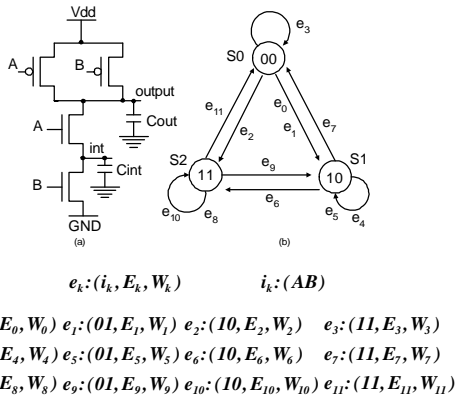 Vdd
A
B
output
Cout
A
int
Cint
B
GND
(a)
e3
S0
00
e11
e0
e7
e2
e1
S2
S1
11
e9
10
e6
e10
e8
e5
e4
(b)
ek:(ik,Ek,Wk) ik:(AB)
E0,W0) e1:(01,E1,W1) e2:(10,E2,W2) e3:(11,E3,W3)
E4,W4) e5:(01,E5,W5) e6:(10,E6,W6) e7:(11,E7,W7)
E8,W8) e9:(01,E9,W9) e10:(10,E10,W10) e11:(11,E11,W11)